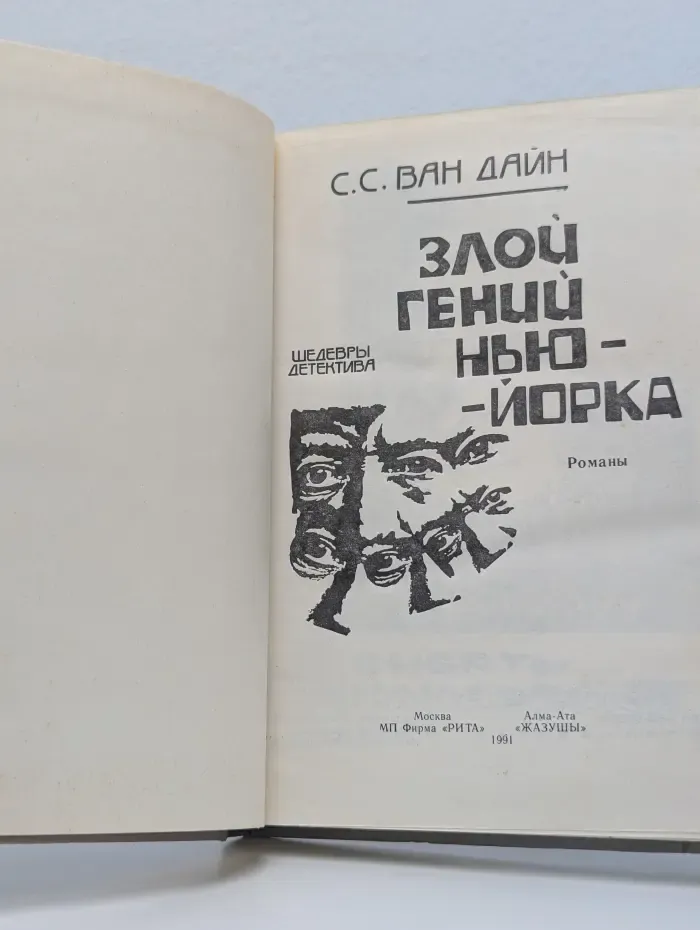 С.С. ВАН ДАЙН
ЗЛОЙ
ГЕНИЙ
НЬЮ-
-ЙОРКА
ШЕДЕВРЫ
ДЕТЕКТИВА
Романы
Москва
МП Фирма «РИТА»
Алма-Ата
«ЖАЗУШЫ»
1991